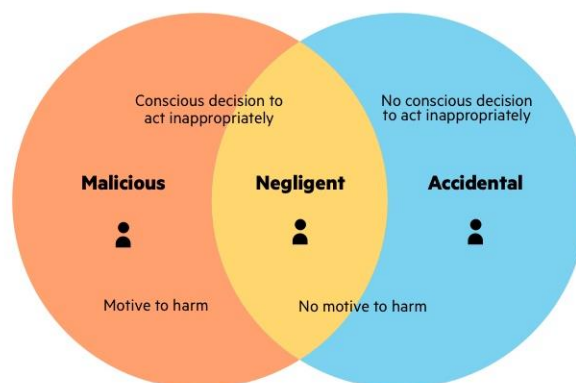 Conscious decision to
act inappropriately
No conscious decision
to act inappropriately
Malicious
Negligent
Accidental
Motive to harm
No motive to harm